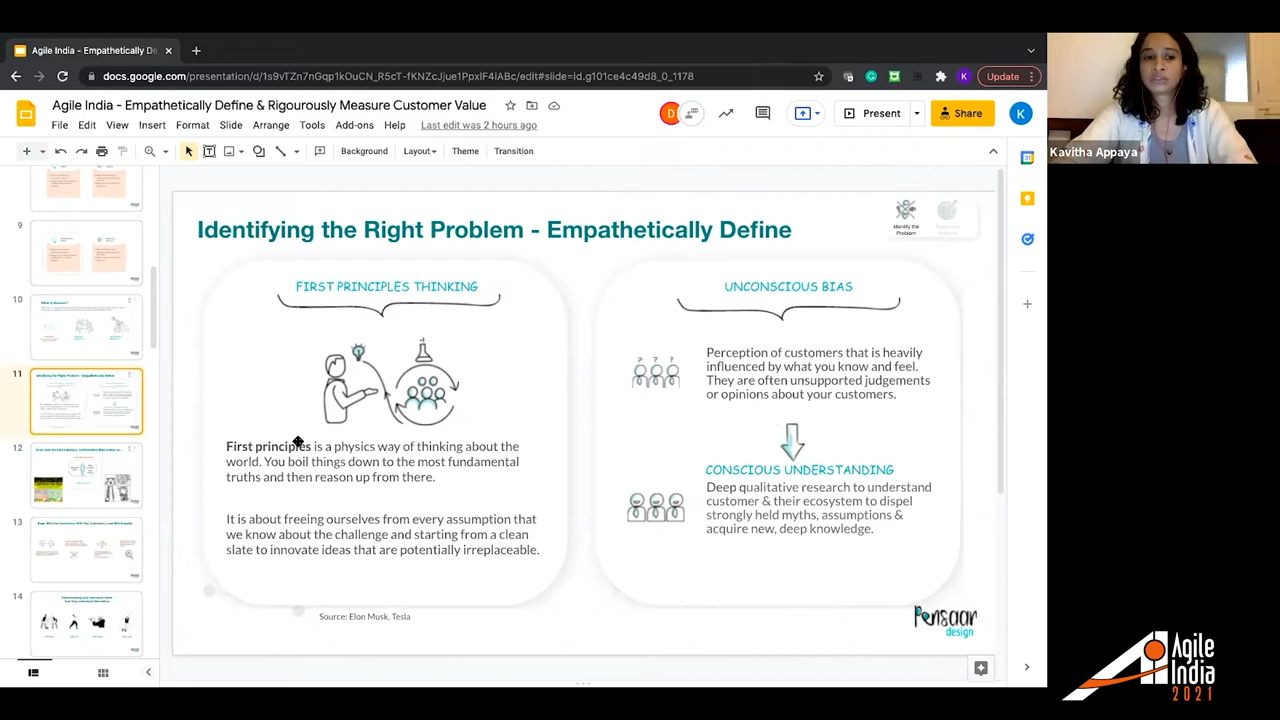 Agile India - Empathetically De
docs.google.com/presentation/d/1s9vTZn7nGqp1kOuCN_R5cT-fKNZcJju6TMxIF4iABc/edit#slide=id.g101ce4c49d8_0_1178
K
Update
Kavitha Appaya
Agile India - Empathetically Define & Rigourously Measure Customer Value
D
Present
Share
K
File Edit View Insert Format Slide Arrange Tools Add-ons Help Last edit was 2 hours ago
Background Layout Theme Transition
9
10
11
12
13
14
Identifying the Right Problem - Empathetically Define
Identify the
Problem
FIRST PRINCIPLES THINKING
First principles is a physics way of thinking about the
world. You boil things down to the most fundamental
truths and then reason up from there.
It is about freeing ourselves from every assumption that
we know about the challenge and starting from a clean
slate to innovate ideas that are potentially irreplaceable.
Source: Elon Musk, Tesla
UNCONSCIOUS BIAS
? ? ?
Perception of customers that is heavily
influenced by what you know and feel.
They are often unsupported judgements
or opinions about your customers.
CONSCIOUS UNDERSTANDING
Deep qualitative research to understand
customer & their ecosystem to dispel
strongly held myths, assumptions &
acquire new, deep knowledge.
Pensaar
design
Agile
India
2021